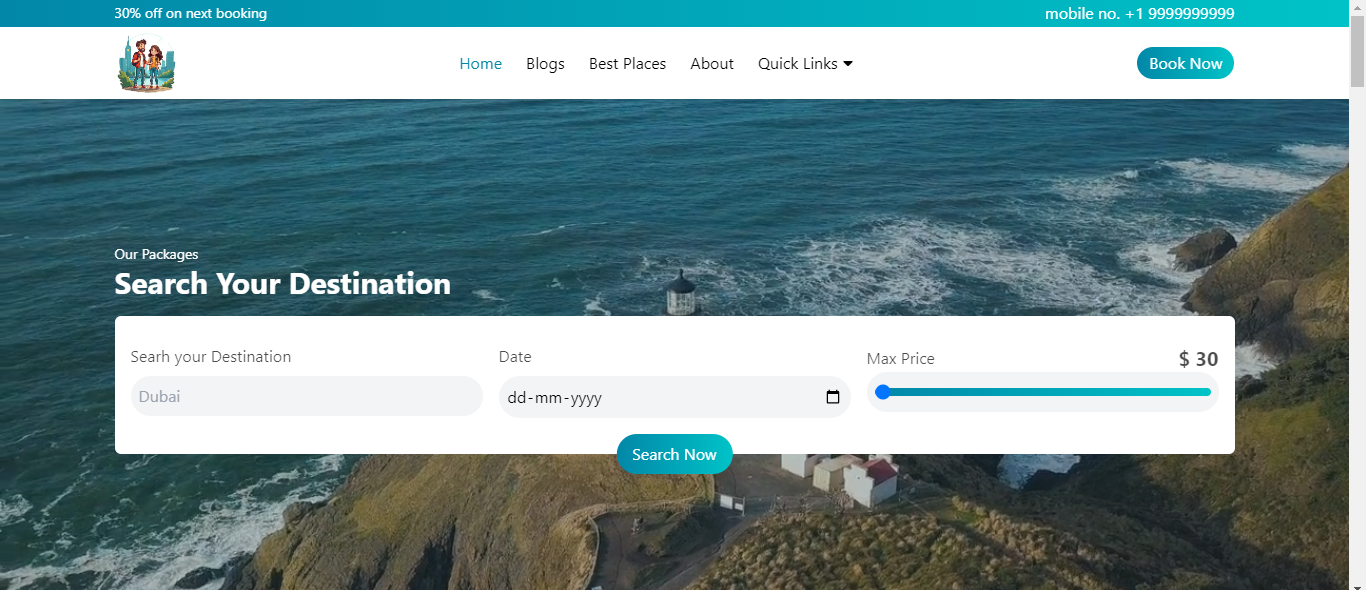 30% off on next booking
mobile no. +1 9999999999
Home Blogs Best Places About Quick Links
Book Now
Our Packages
Search Your Destination
Searh your Destination
Dubai
Date
dd-mm-yyyy
Max Price
$ 30
Search Now